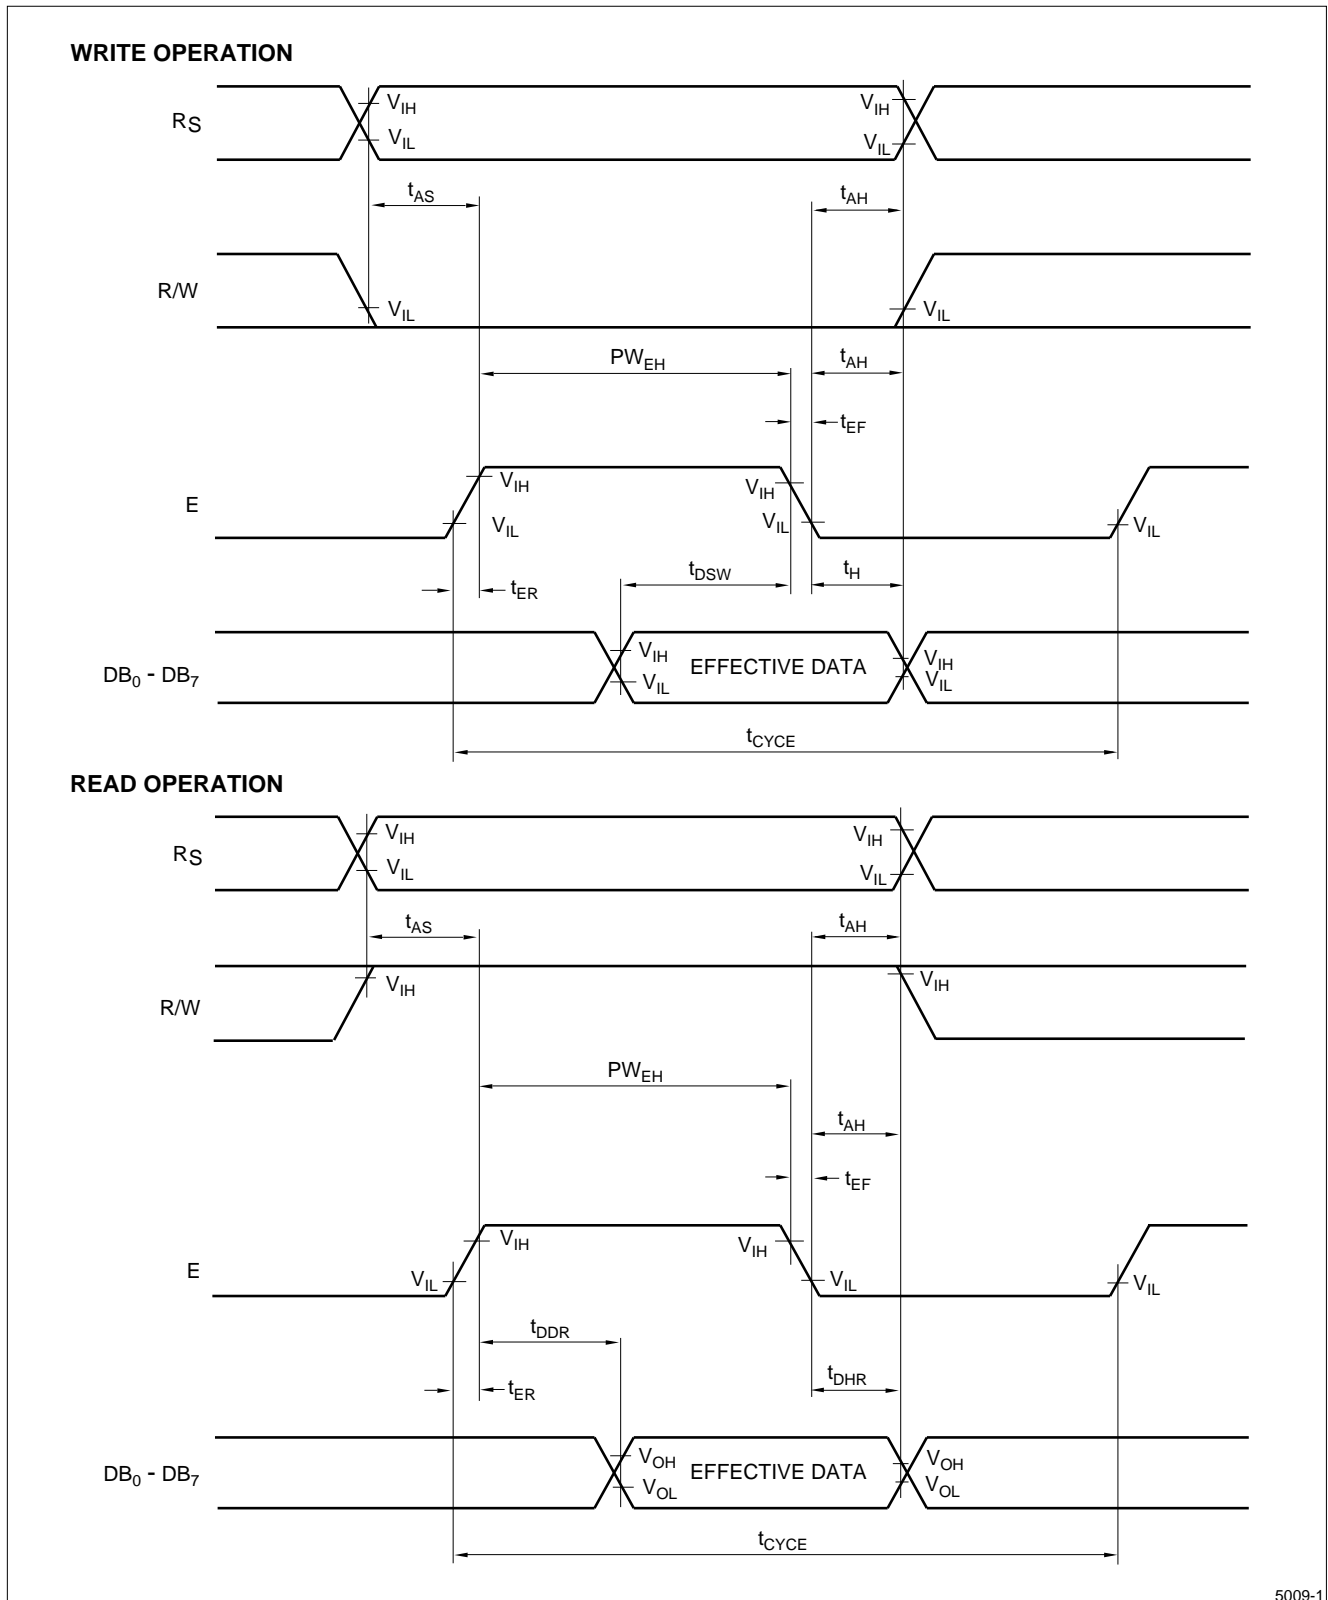 WRITE OPERATION
RS
VIH
VIL
VIH
VIL
tAS
tAH
R/W
VIL
VIL
PWEH
tAH
tEF
E
VIH
VIL
VIH
VIL
VIL
tER
tDSW
tH
DB0 - DB7
VIH
VIL
EFFECTIVE DATA
VIH
VIL
tCYCE
READ OPERATION
RS
VIH
VIL
VIH
VIL
tAS
tAH
R/W
VIH
VIH
PWEH
tAH
tEF
E
VIL
VIH
VIH
VIL
VIL
tDDR
tER
tDHR
DB0 - DB7
VOH
VOL
EFFECTIVE DATA
VOH
VOL
tCYCE
5009-1